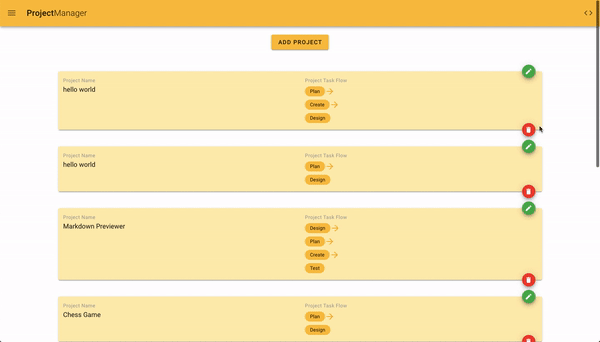 ProjectManager
ADD PROJECT
Project Name
Project Task Flow
hello world
Plan
Create
Design
Project Name
Project Task Flow
hello world
Plan
Design
Project Name
Project Task Flow
Markdown Previewer
Design
Plan
Create
Test
Project Name
Project Task Flow
Chess Game
Plan
Design